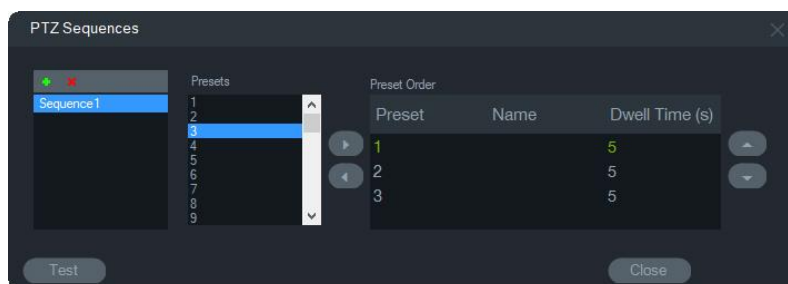 PTZ Sequences
Presets
Preset Order
Sequence1
1
2
3
4
5
6
7
8
9
Preset Name Dwell Time (s)
1 5
2 5
3 5
Test
Close